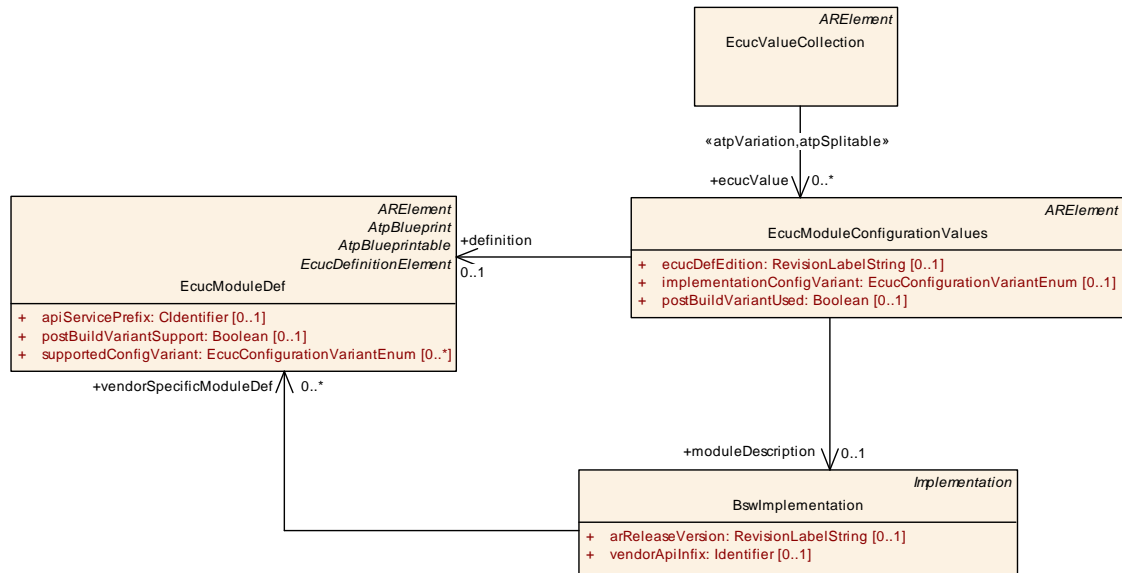 ARElement
EcucValueCollection
«atpVariation,atpSplitable»
+ecucValue 0..*
ARElement
EcucModuleConfigurationValues
+ ecucDefEdition: RevisionLabelString [0..1]
+ implementationConfigVariant: EcucConfigurationVariantEnum [0..1]
+ postBuildVariantUsed: Boolean [0..1]
+definition
0..1
ARElement
AtpBlueprint
AtpBlueprintable
EcucDefinitionElement
EcucModuleDef
+ apiServicePrefix: CIdentifier [0..1]
+ postBuildVariantSupport: Boolean [0..1]
+ supportedConfigVariant: EcucConfigurationVariantEnum [0..*]
+vendorSpecificModuleDef 0..*
+moduleDescription 0..1
Implementation
BswImplementation
+ arReleaseVersion: RevisionLabelString [0..1]
+ vendorApiInfix: Identifier [0..1]